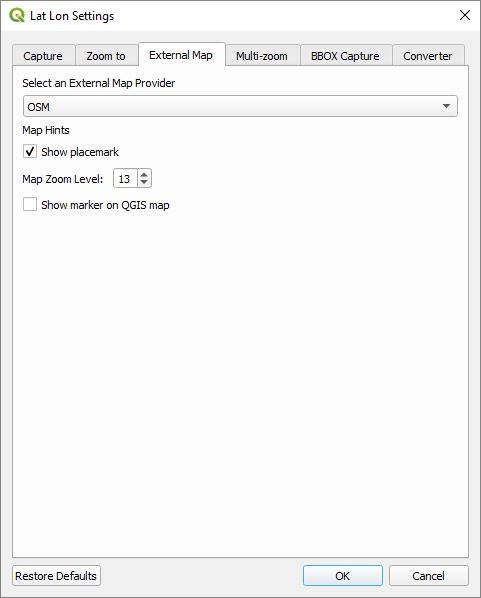 Lat Lon Settings
Capture Zoom to External Map Multi-zoom BBOX Capture Converter
Select an External Map Provider
OSM
Map Hints
Show placemark
Map Zoom Level: 13
Show marker on QGIS map
Restore Defaults OK Cancel